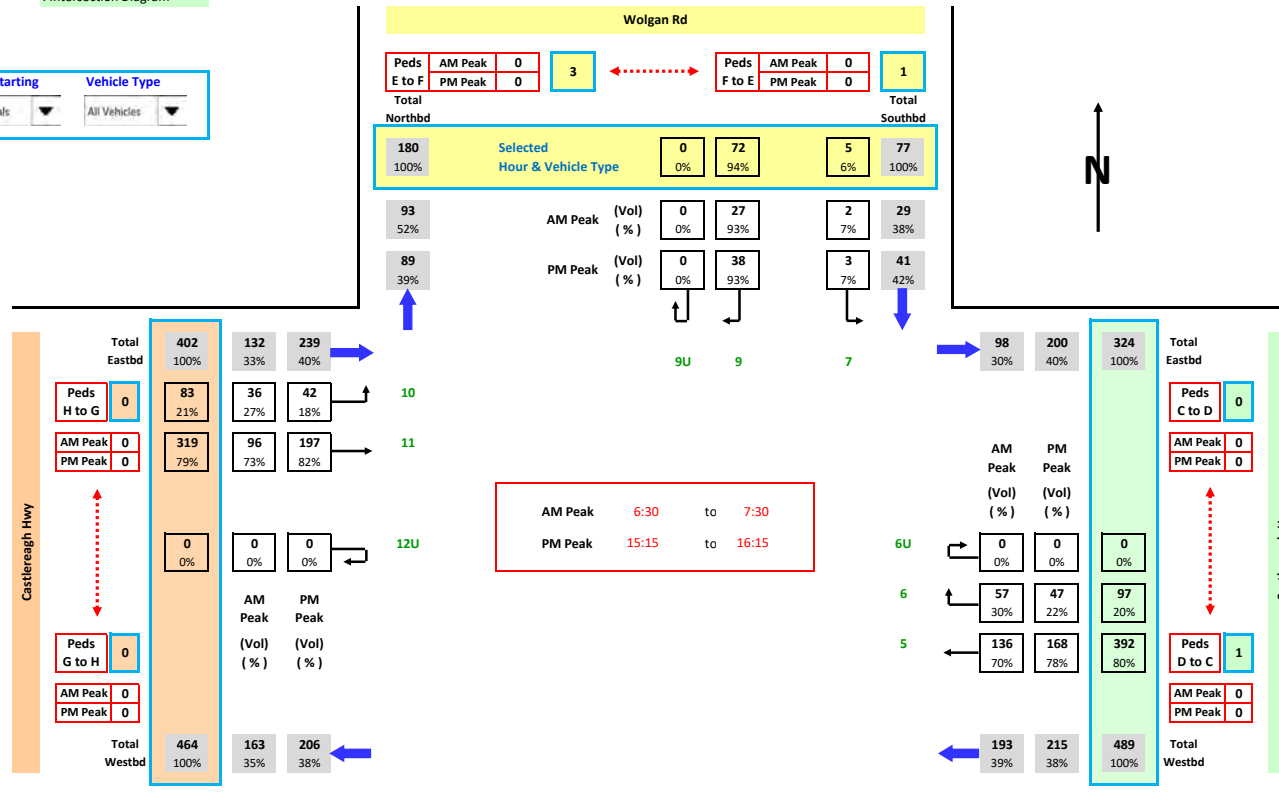 Intersection Diagram
Wolgan Rd
tarting Vehicle Type
als All Vehicles
Peds AM Peak 0 3 Peds AM Peak 0 1
E to F PM Peak 0 F to E PM Peak 0
Total Total
Northbd Southbd
180 Selected 0 72 5 77
100% Hour & Vehicle Type 0% 94% 6% 100%
N
93 AM Peak (Vol) 0 27 2 29
52% ( % ) 0% 93% 7% 38%
89 PM Peak (Vol) 0 38 3 41
39% ( % ) 0% 93% 7% 42%
Total 402 132 239 98 200 324 Total
Eastbd 100% 33% 40% 30% 40% 100% Eastbd
9U 9 7
Peds 0 83 36 42 10 Peds 0
H to G 21% 27% 18% C to D
AM Peak 0 319 96 197 11 AM Peak 0
PM Peak 0 79% 73% 82% PM Peak 0
AM PM
Peak Peak
(Vol) (Vol)
( % ) ( % )
Castlereagh Hwy
AM Peak 6:30 to 7:30
PM Peak 15:15 to 16:15
0 0 0 12U 6U 0 0 0
0% 0% 0% 0% 0% 0%
AM PM 6 57 47 97
Peak Peak 30% 22% 20%
Peds 0 (Vol) (Vol) 5 136 168 392 Peds 1
G to H ( % ) ( % ) 70% 78% 80% D to C
AM Peak 0 AM Peak 0
PM Peak 0 PM Peak 0
Total 464 163 206 193 215 489 Total
Westbd 100% 35% 38% 39% 38% 100% Westbd